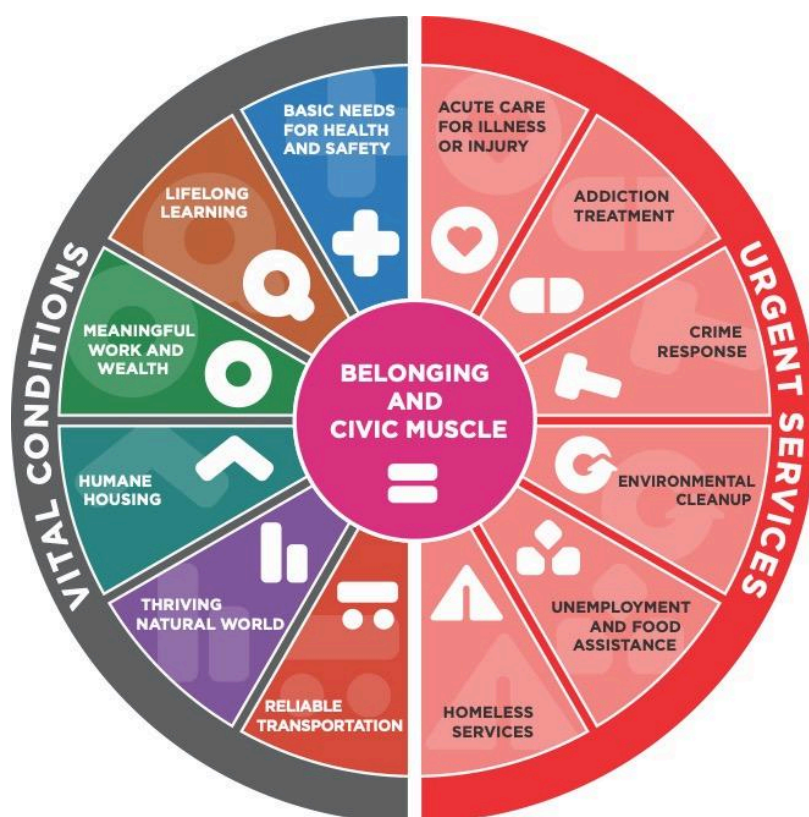 VITAL CONDITIONS
BASIC NEEDS
FOR HEALTH
AND SAFETY
LIFELONG
LEARNING
MEANINGFUL
WORK AND
WEALTH
HUMANE
HOUSING
THRIVING
NATURAL WORLD
RELIABLE
TRANSPORTATION
BELONGING
AND
CIVIC MUSCLE
URGENT SERVICES
ACUTE CARE
FOR ILLNESS
OR INJURY
ADDICTION
TREATMENT
CRIME
RESPONSE
ENVIRONMENTAL
CLEANUP
UNEMPLOYMENT
AND FOOD
ASSISTANCE
HOMELESS
SERVICES